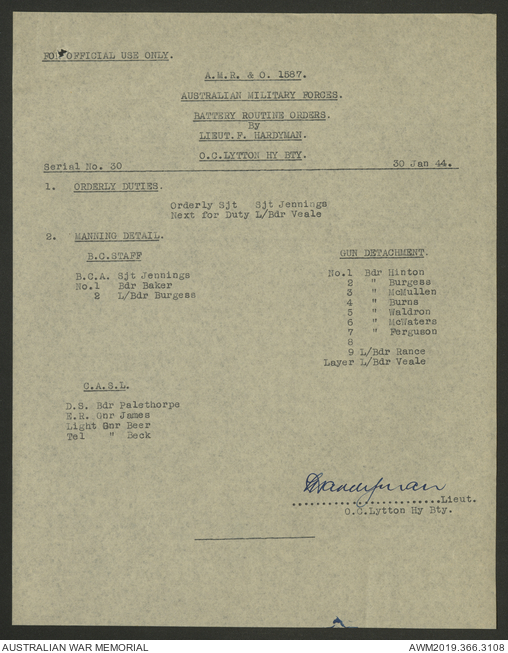 FOR OFFICIAL USE ONLY.
A.M.R. & O. 1587.
AUSTRALIAN MILITARY FORCES.
BATTERY ROUTINE ORDERS.
By
LIEUT.F. HARDYMAN.
O.C.LYTTON HY BTY.
Serial No. 30 30 Jan 44.
1. ORDERLY DUTIES.
Orderly Sjt Sjt Jennings
Next for Duty L/Bdr Veale
2. MANNING DETAIL.
B.C.STAFF
B.C.A. Sjt Jennings
No.1 Bdr Baker
2 L/Bdr Burgess
GUN DETACHMENT.
No.1 Bdr Hinton
2 " Burgess
3 " McMullen
4 " Burns
5 " Waldron
6 " McWaters
7 " Ferguson
8
9 L/Bdr Rance
Layer L/Bdr Veale
C.A.S.L.
D.S. Bdr Palethorpe
E.R. Gnr James
Light Gnr Beer
Tel " Beck
Hardyman
........................Lieut.
O.C.Lytton Hy Bty.
AUSTRALIAN WAR MEMORIAL AWM2019.366.3108